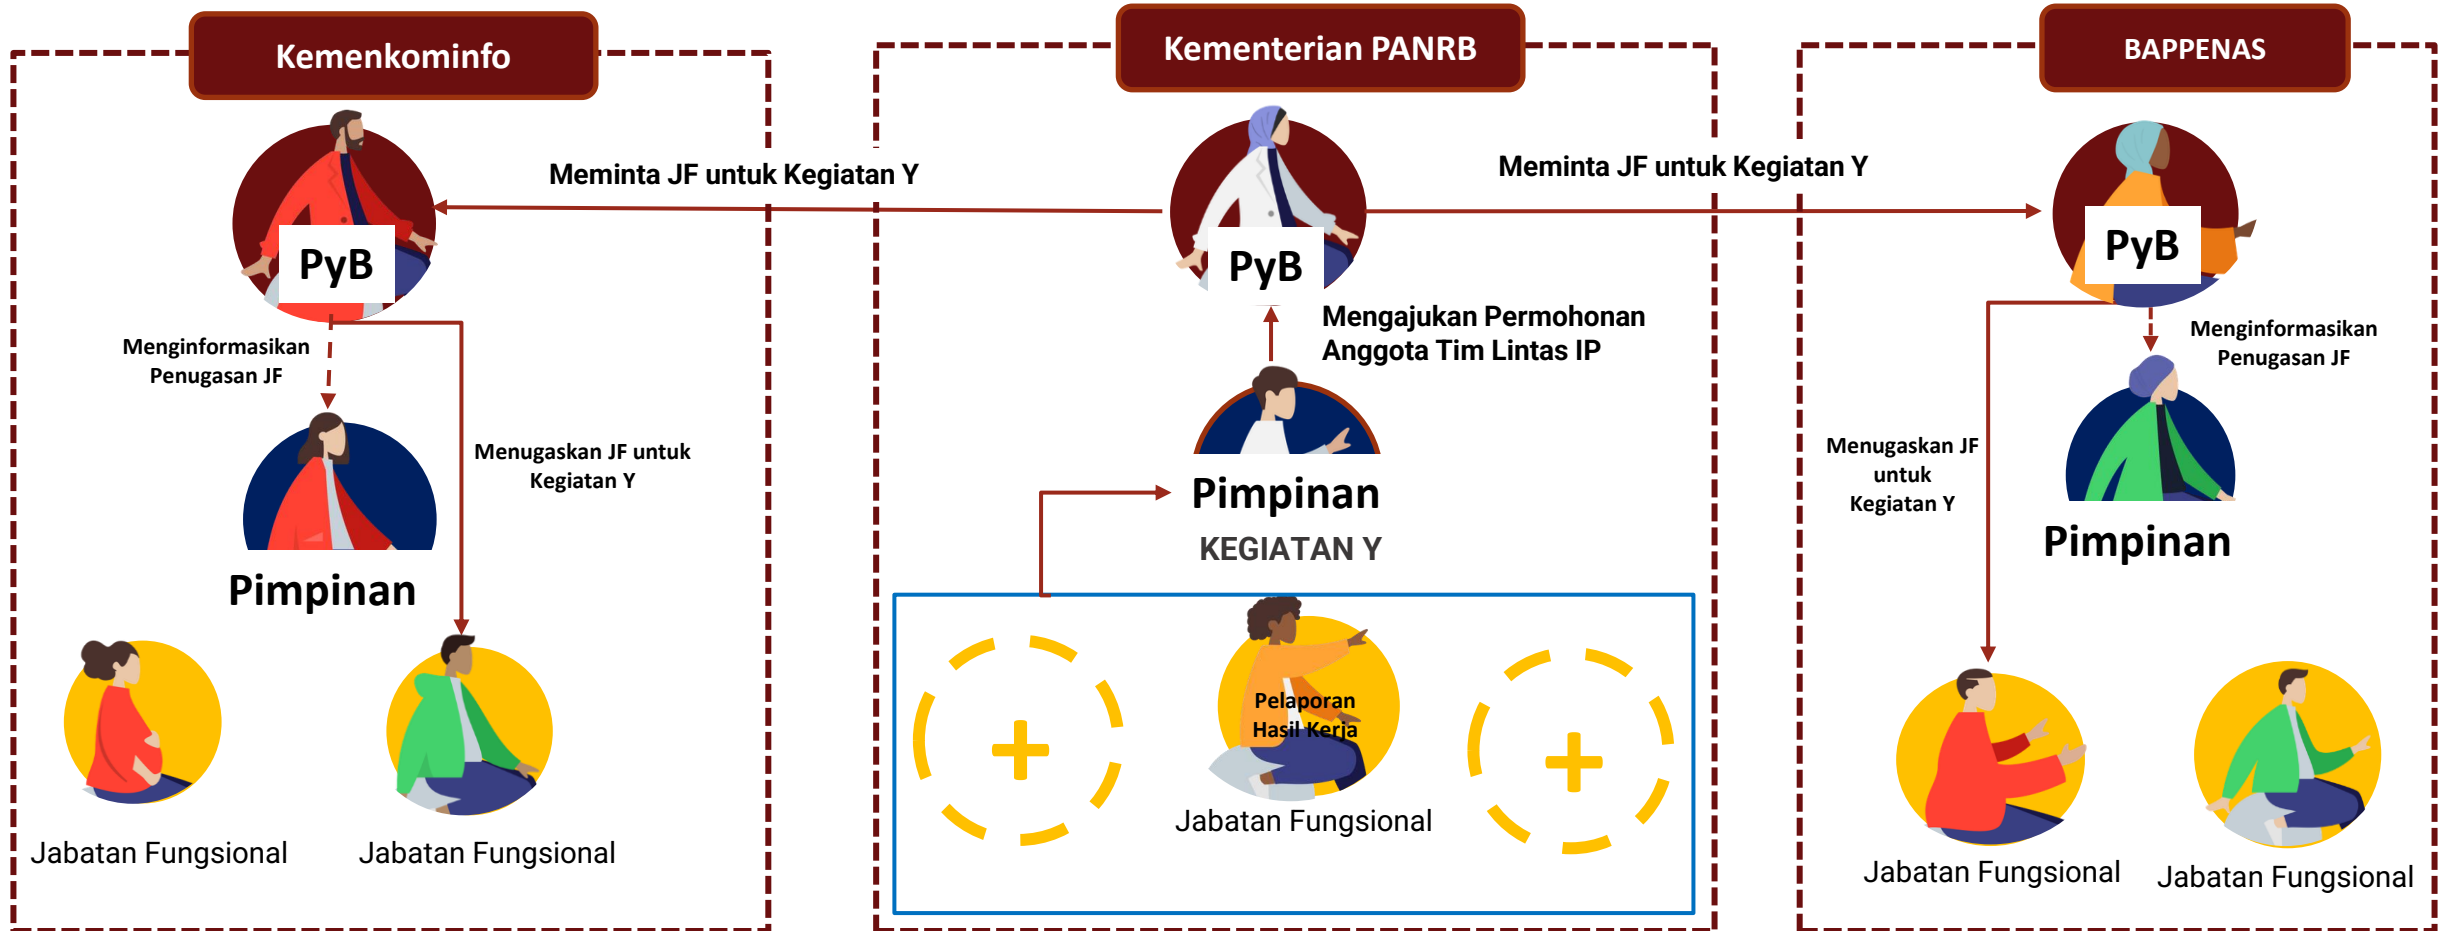 Kemenkominfo
Kementerian PANRB
BAPPENAS
Meminta JF untuk Kegiatan Y
Meminta JF untuk Kegiatan Y
PyB
PyB
PyB
Menginformasikan
Penugasan JF
Mengajukan Permohonan
Anggota Tim Lintas IP
Menginformasikan
Penugasan JF
Menugaskan JF untuk
Kegiatan Y
Menugaskan JF
untuk
Kegiatan Y
Pimpinan
Pimpinan
KEGIATAN Y
Pimpinan
Pelaporan
Hasil Kerja
Jabatan Fungsional
Jabatan Fungsional
Jabatan Fungsional
Jabatan Fungsional
Jabatan Fungsional